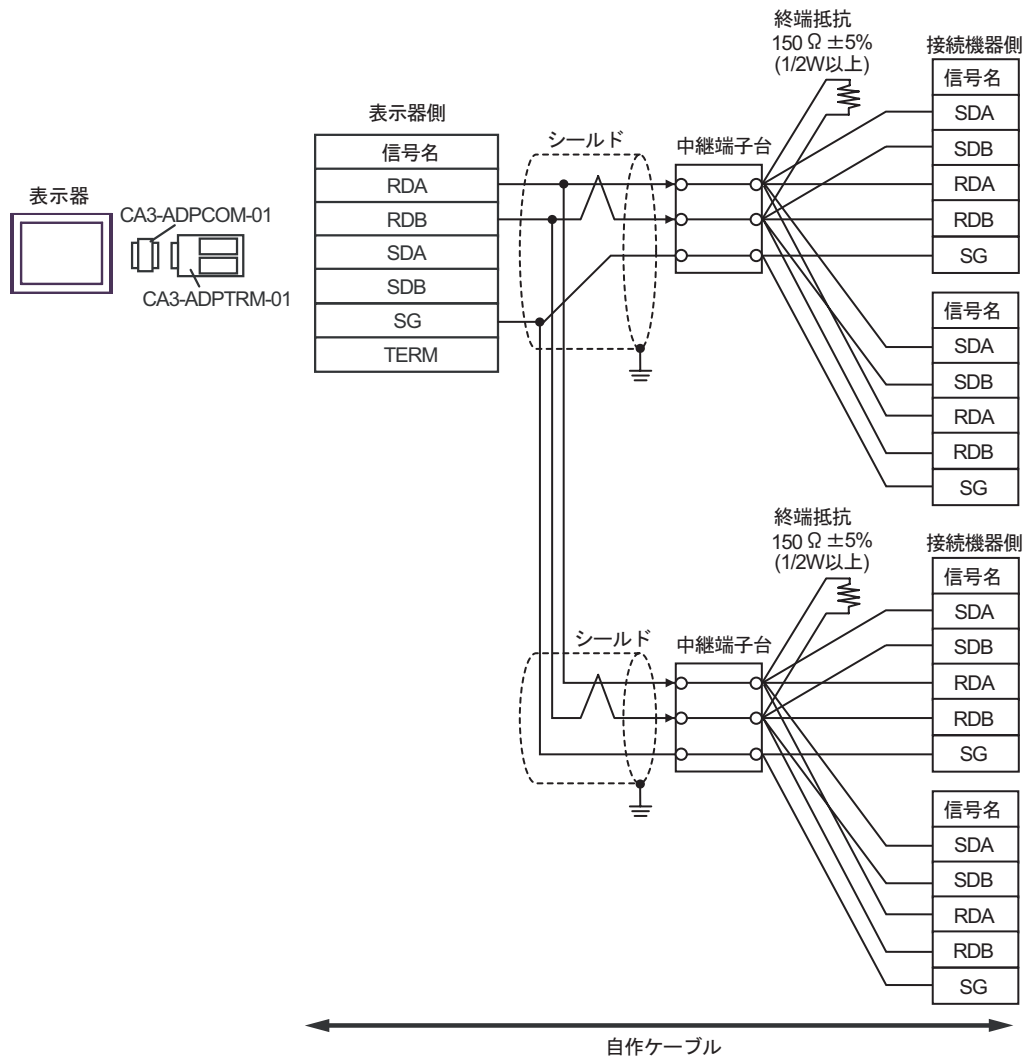 表示器
CA3-ADPCOM-01
CA3-ADPTRM-01
表示器側
信号名
RDA
RDB
SDA
SDB
SG
TERM
シールド
中継端子台
終端抵抗
150 Ω ±5%
(1/2W以上)
接続機器側
信号名
SDA
SDB
RDA
RDB
SG
信号名
SDA
SDB
RDA
RDB
SG
シールド
中継端子台
終端抵抗
150 Ω ±5%
(1/2W以上)
接続機器側
信号名
SDA
SDB
RDA
RDB
SG
信号名
SDA
SDB
RDA
RDB
SG
自作ケーブル